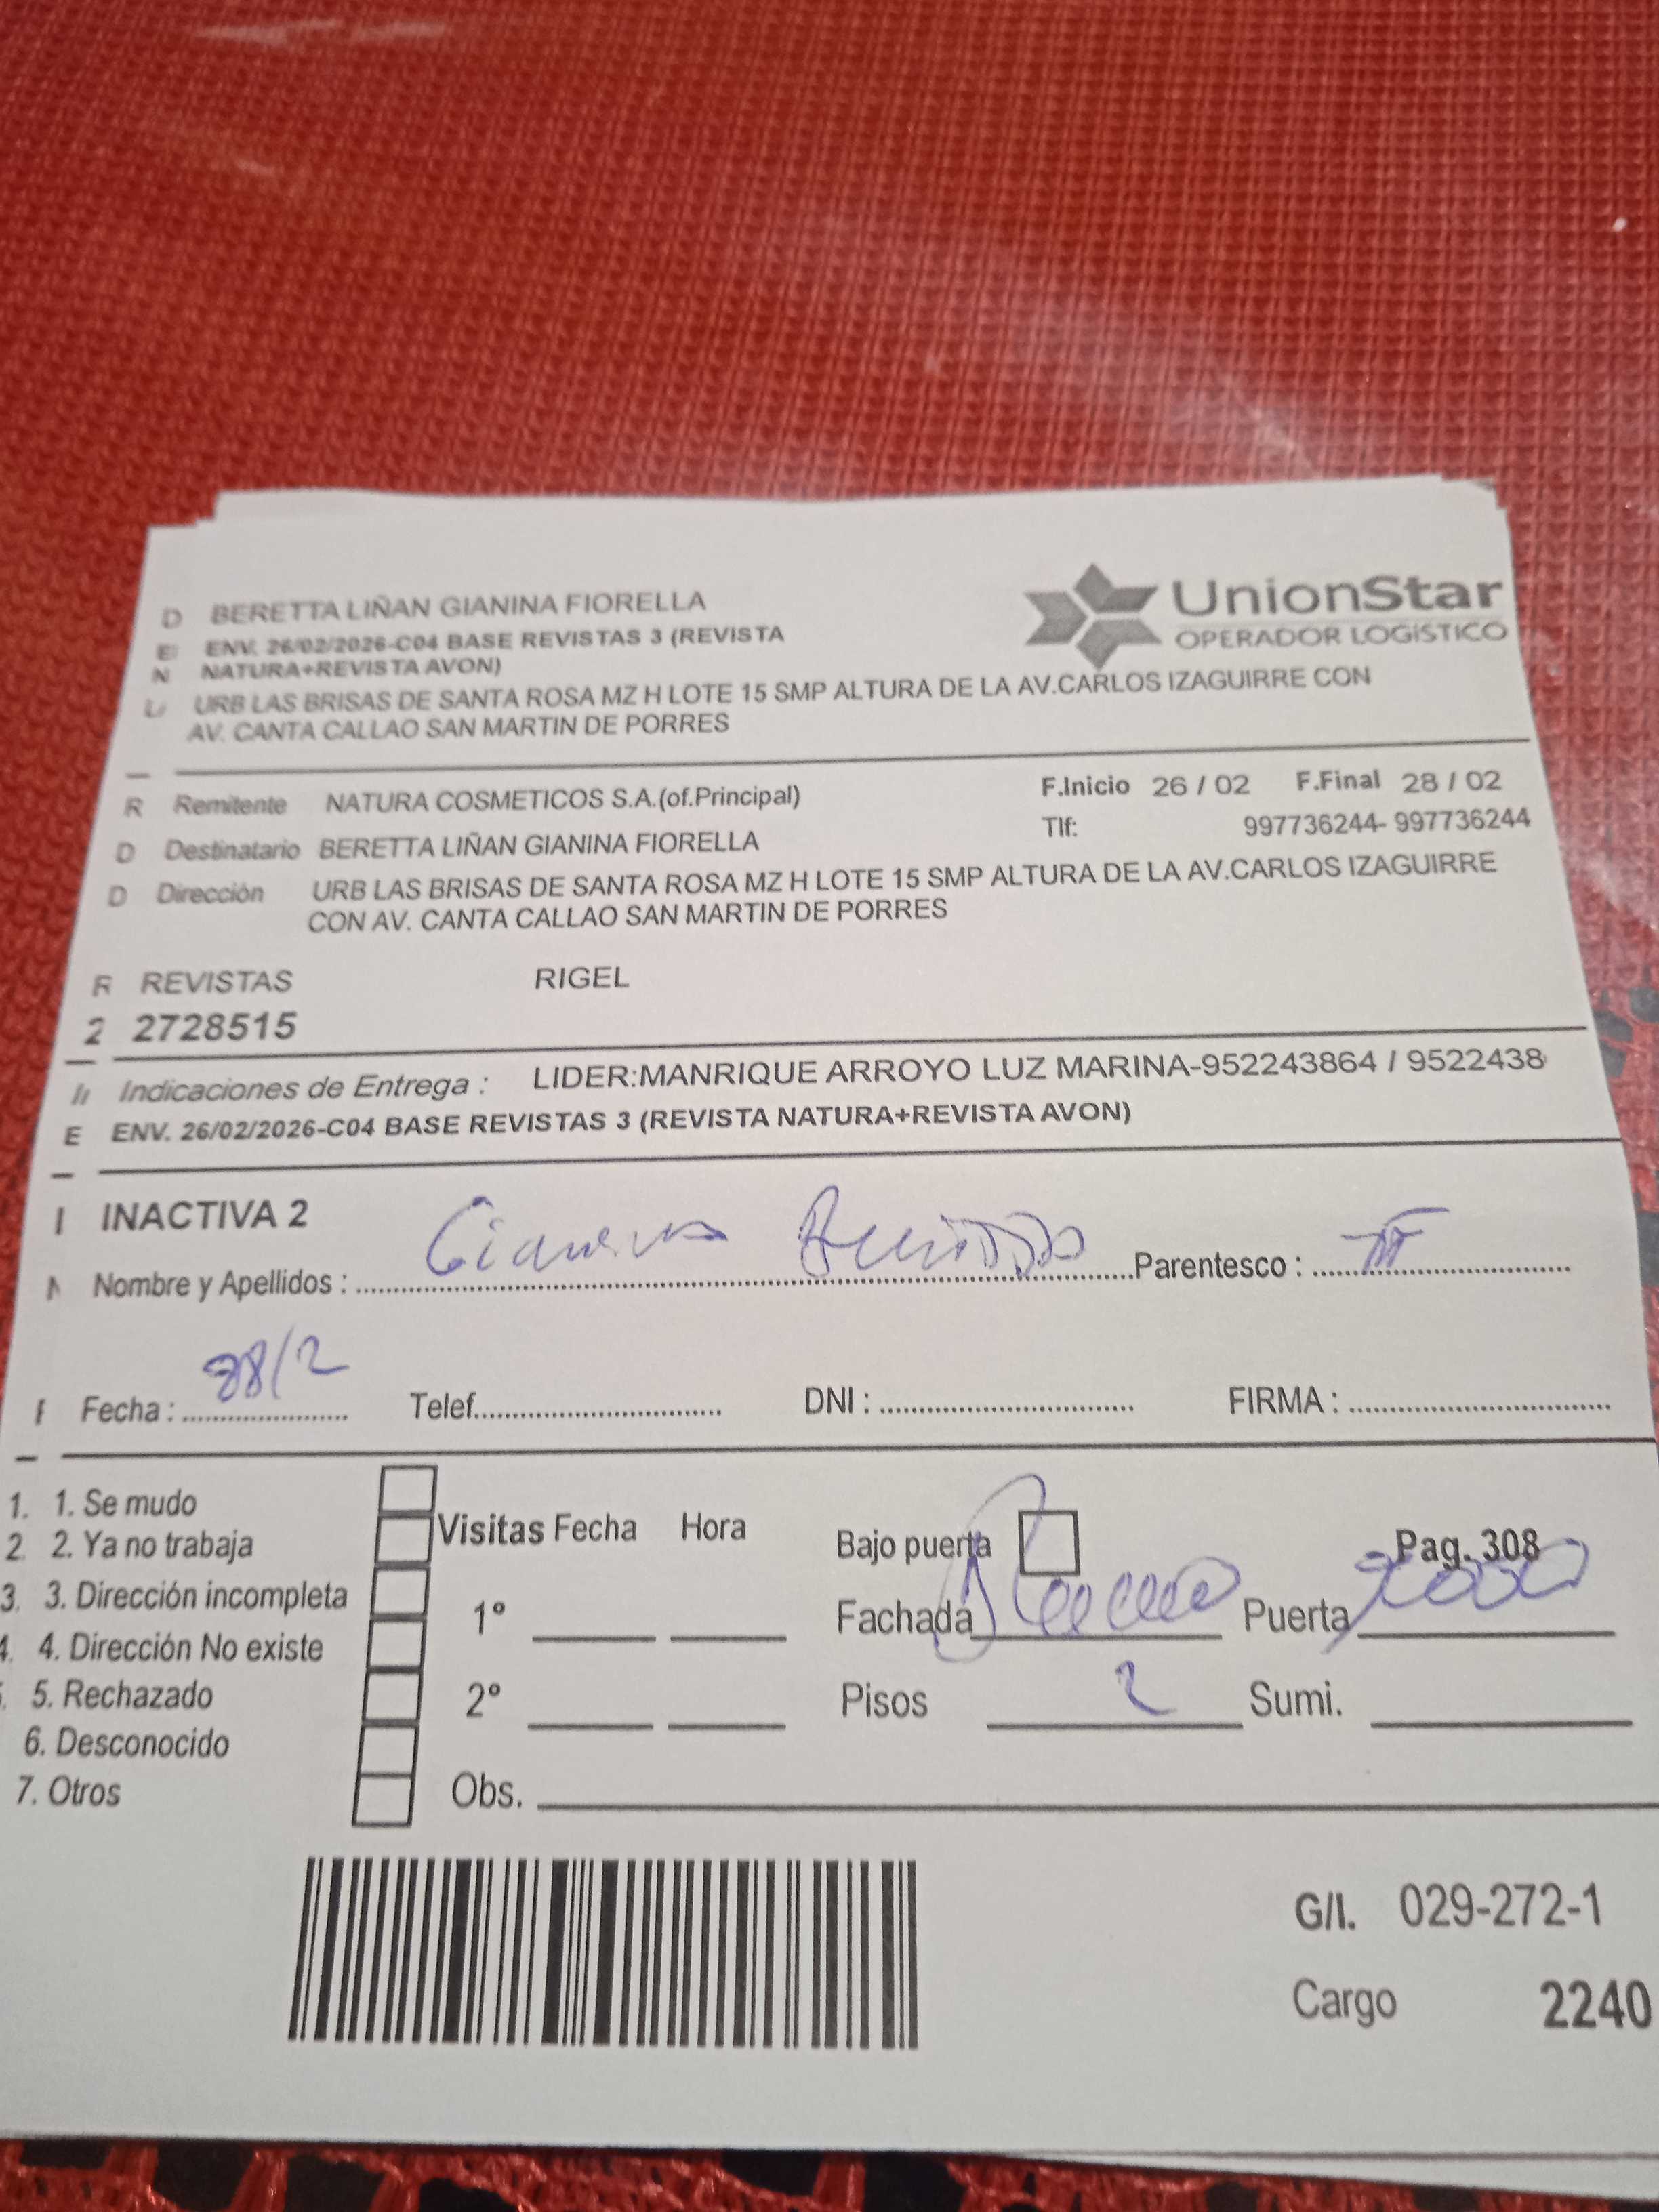 D BERETTA LIÑAN GIANINA FIORELLA
E ENV. 26/02/2026-C04 BASE REVISTAS 3 (REVISTA
N NATURA+REVISTA AVON)
URB LAS BRISAS DE SANTA ROSA MZ H LOTE 15 SMP ALTURA DE LA AV.CARLOS IZAGUIRRE CON
AV. CANTA CALLAO SAN MARTIN DE PORRES
UnionStar
OPERADOR LOGÍSTICO
R Remitente NATURA COSMETICOS S.A.(of.Principal)
F.Inicio 26 / 02 F.Final 28 / 02
Tlf: 997736244- 997736244
D Destinatario BERETTA LIÑAN GIANINA FIORELLA
D Dirección URB LAS BRISAS DE SANTA ROSA MZ H LOTE 15 SMP ALTURA DE LA AV.CARLOS IZAGUIRRE
CON AV. CANTA CALLAO SAN MARTIN DE PORRES
R REVISTAS RIGEL
2 2728515
Indicaciones de Entrega : LIDER:MANRIQUE ARROYO LUZ MARINA-952243864 / 9522438
E ENV. 26/02/2026-C04 BASE REVISTAS 3 (REVISTA NATURA+REVISTA AVON)
INACTIVA 2
Nombre y Apellidos : Parentesco : TT
Fecha : 28/2 Telef. DNI : FIRMA :
1. 1. Se mudo
2. 2. Ya no trabaja
3. 3. Dirección incompleta
4. 4. Dirección No existe
5. Rechazado
6. Desconocido
7. Otros
Visitas Fecha Hora
1º
2º
Obs.
Bajo puerta
Pag. 308
Fachada Puerta
Pisos 2 Sumi.
G/I. 029-272-1
Cargo 2240